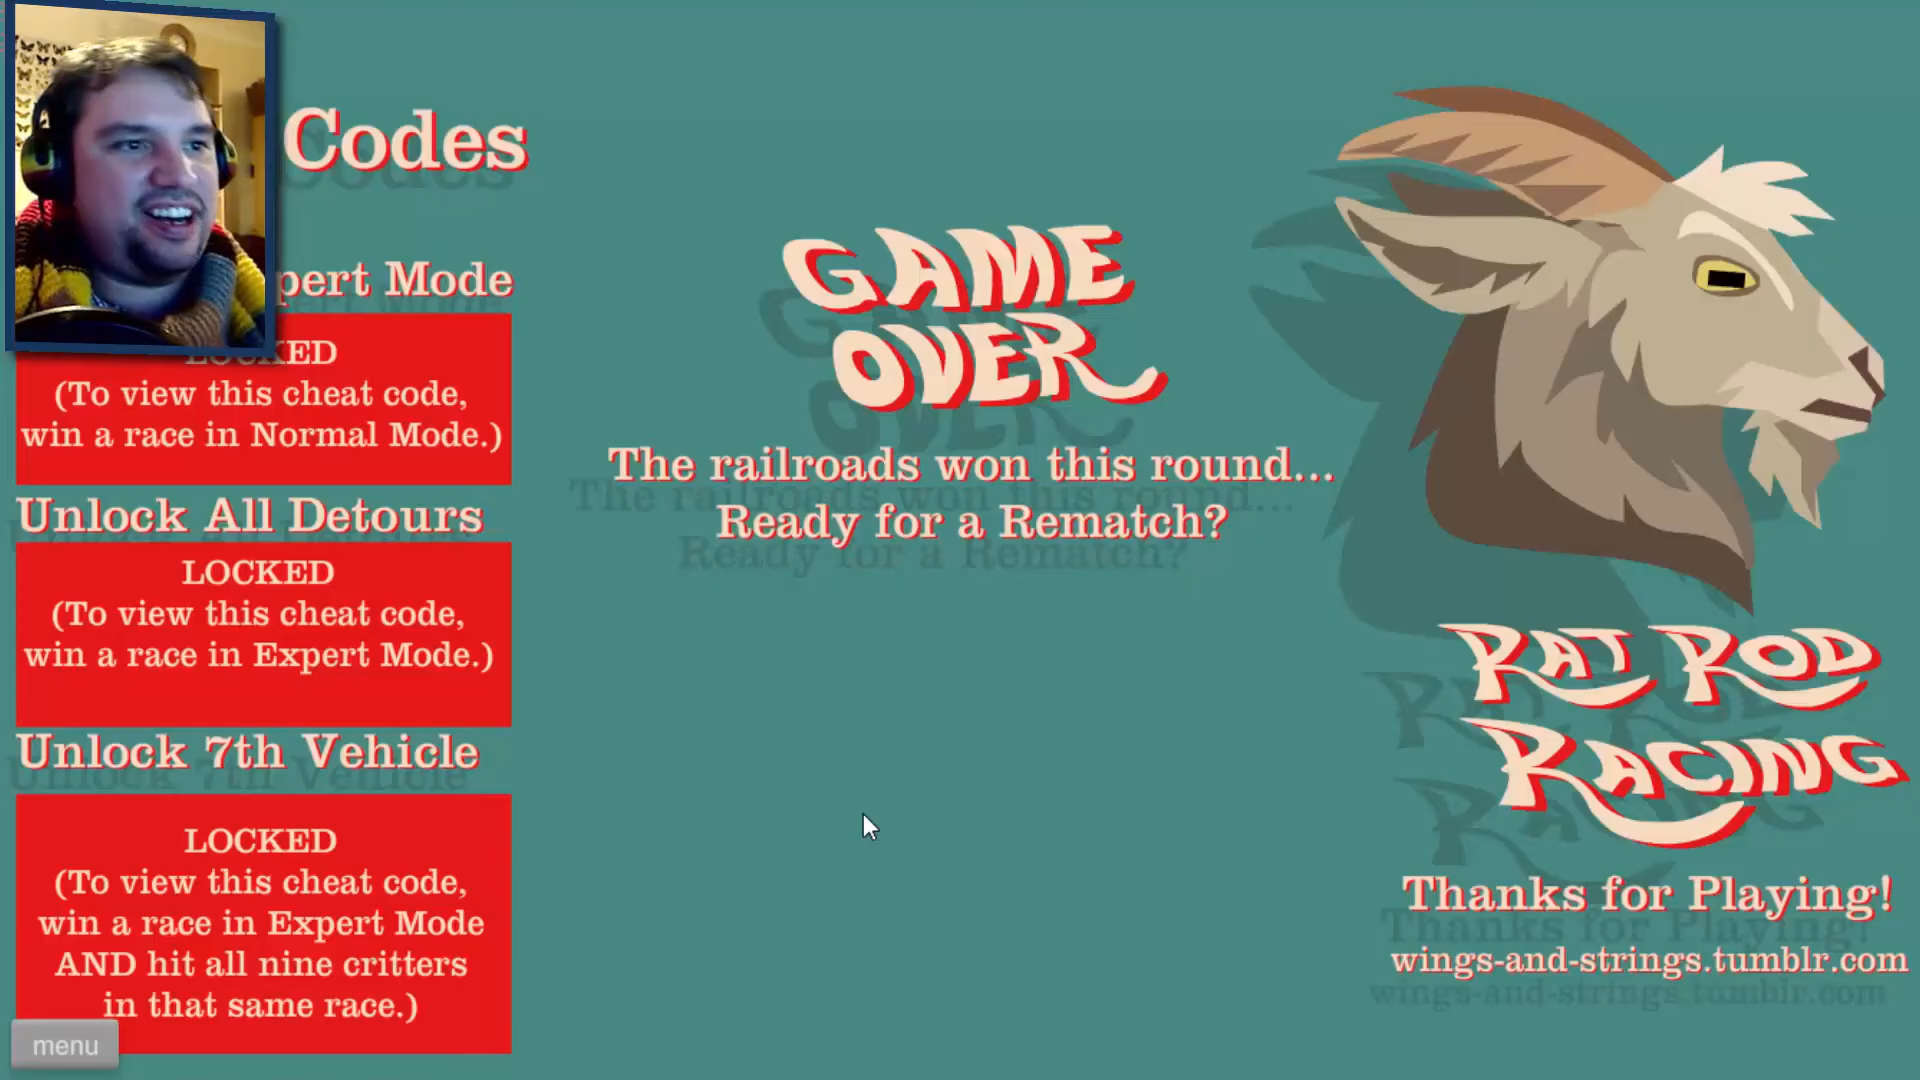 Codes
pert Mode
LOCKED
(To view this cheat code,
win a race in Normal Mode.)
Unlock All Detours
LOCKED
(To view this cheat code,
win a race in Expert Mode.)
Unlock 7th Vehicle
LOCKED
(To view this cheat code,
win a race in Expert Mode
AND hit all nine critters
in that same race.)
menu
GAME
OVER
The railroads won this round...
Ready for a Rematch?
RAT ROD
RACING
Thanks for Playing!
wings-and-strings.tumblr.com